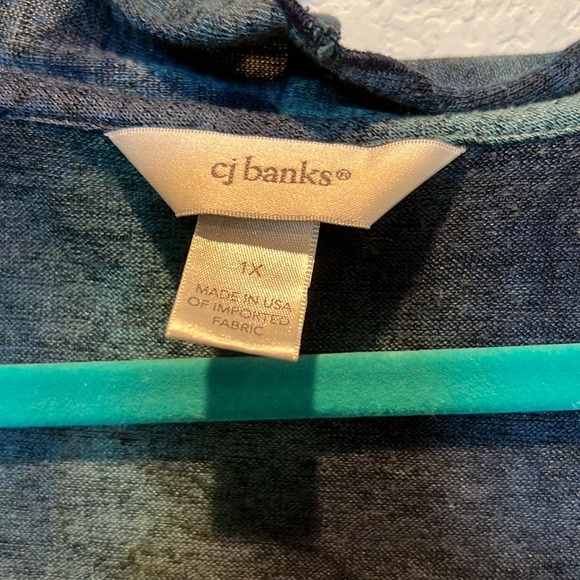 cj banks®
1X
MADE IN USA
OF IMPORTED
FABRIC